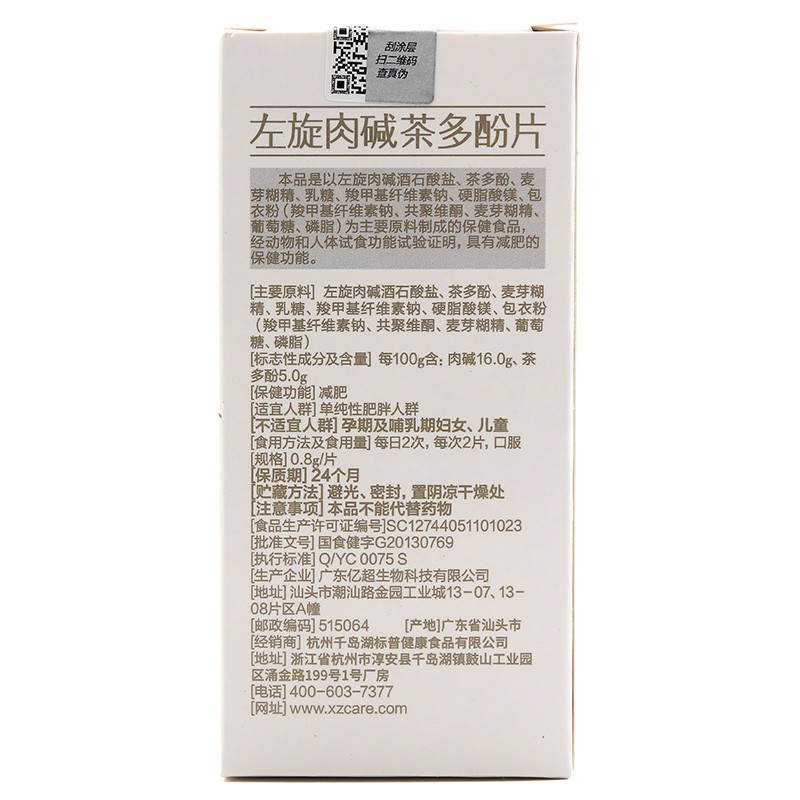 刮涂层
扫二维码
查真伪
左旋肉碱茶多酚片
本品是以左旋肉碱酒石酸盐、茶多酚、麦
芽糊精、乳糖、羧甲基纤维素钠、硬脂酸镁、包
衣粉（羧甲基纤维素钠、共聚维酮、麦芽糊精、
葡萄糖、磷脂）为主要原料制成的保健食品，
经动物和人体试食功能试验证明，具有减肥的
保健功能。
[主要原料] 左旋肉碱酒石酸盐、茶多酚、麦芽糊
精、乳糖、羧甲基纤维素钠、硬脂酸镁、包衣粉
（羧甲基纤维素钠、共聚维酮、麦芽糊精、葡萄
糖、磷脂）
[标志性成分及含量] 每100g含：肉碱16.0g、茶
多酚5.0g
[保健功能] 减肥
[适宜人群] 单纯性肥胖人群
[不适宜人群] 孕期及哺乳期妇女、儿童
[食用方法及食用量] 每日2次，每次2片，口服
[规格] 0.8g/片
[保质期] 24个月
[贮藏方法] 避光、密封，置阴凉干燥处
[注意事项] 本品不能代替药物
[食品生产许可证编号]SC12744051101023
[批准文号] 国食健字G20130769
[执行标准] Q/YC 0075 S
[生产企业] 广东亿超生物科技有限公司
[地址] 汕头市潮汕路金园工业城13-07、13-
08片区A幢
[邮政编码] 515064 [产地]广东省汕头市
[经销商] 杭州千岛湖标普健康食品有限公司
[地址] 浙江省杭州市淳安县千岛湖镇鼓山工业园
区涌金路199号1号厂房
[电话] 400-603-7377
[网址] www.xzcare.com